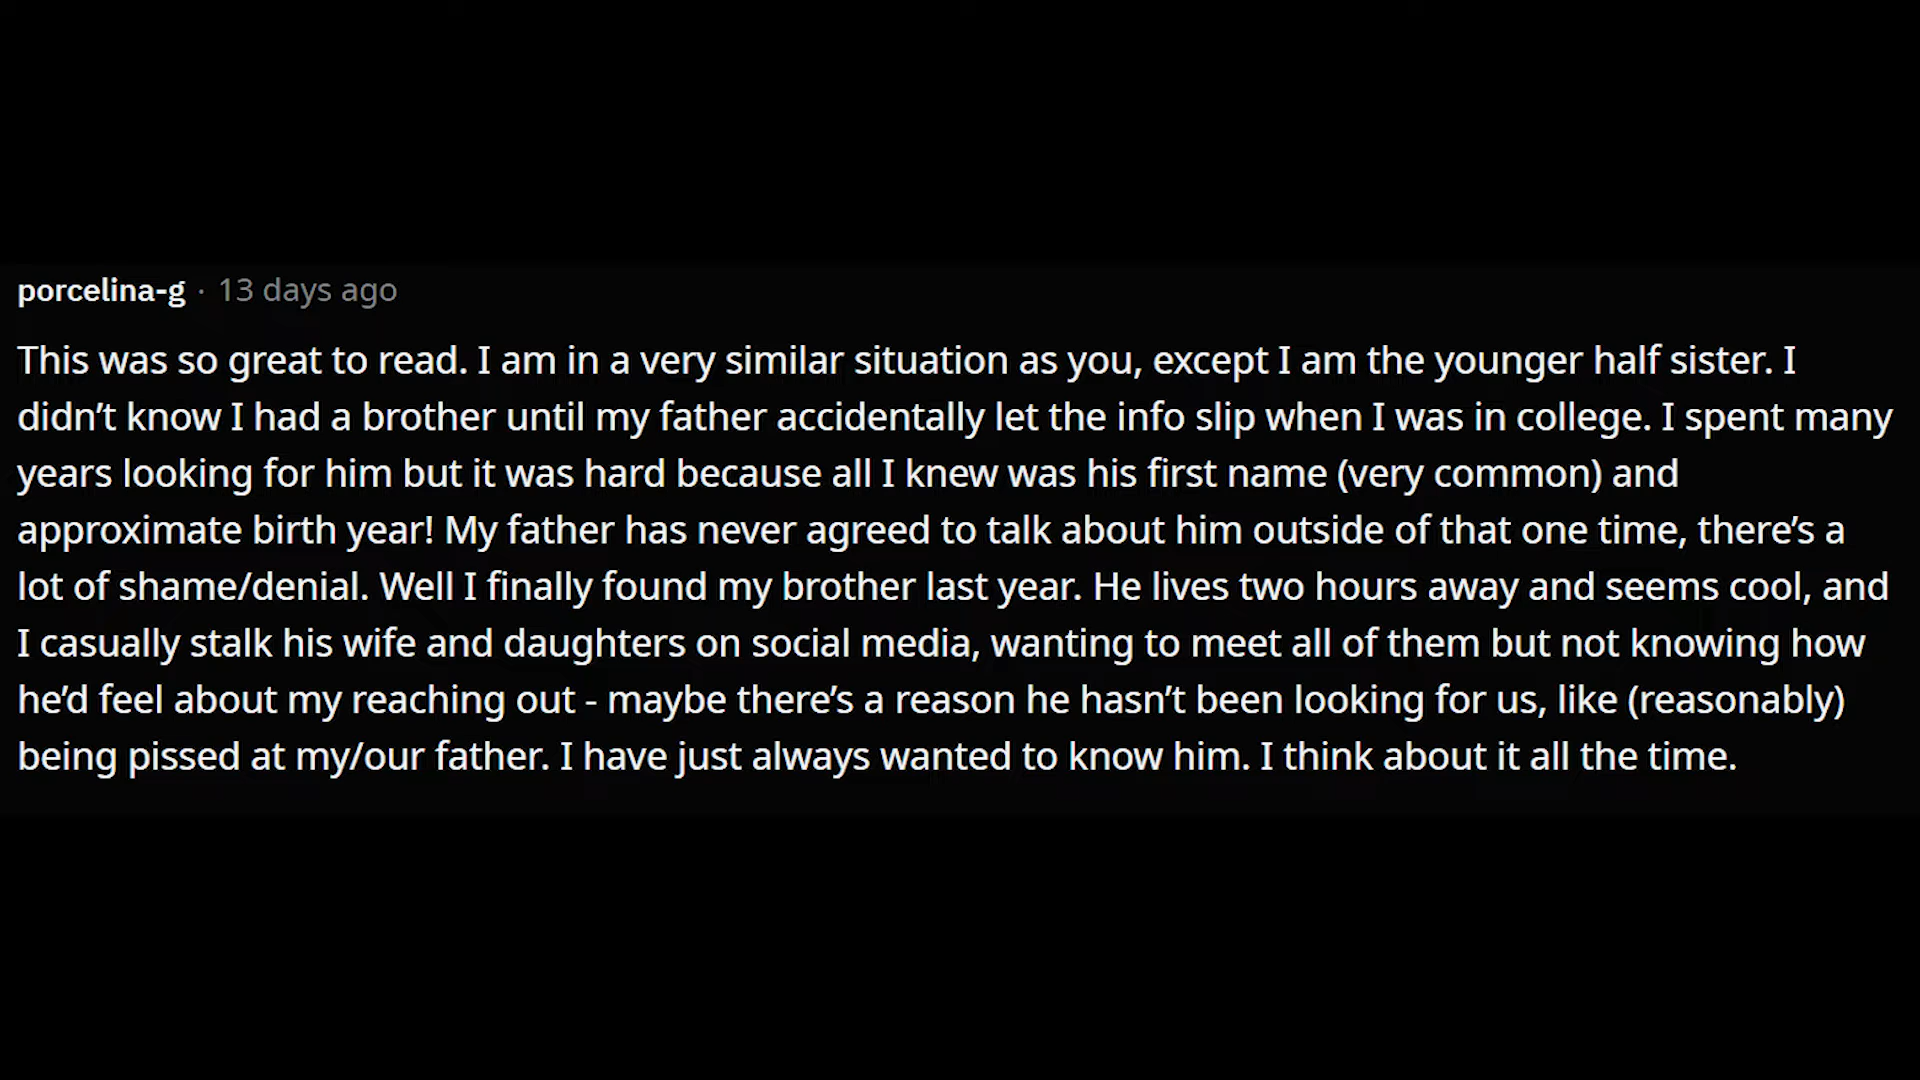 porcelina-g · 13 days ago
This was so great to read. I am in a very similar situation as you, except I am the younger half sister. I
didn’t know I had a brother until my father accidentally let the info slip when I was in college. I spent many
years looking for him but it was hard because all I knew was his first name (very common) and
approximate birth year! My father has never agreed to talk about him outside of that one time, there’s a
lot of shame/denial. Well I finally found my brother last year. He lives two hours away and seems cool, and
I casually stalk his wife and daughters on social media, wanting to meet all of them but not knowing how
he’d feel about my reaching out - maybe there’s a reason he hasn’t been looking for us, like (reasonably)
being pissed at my/our father. I have just always wanted to know him. I think about it all the time.